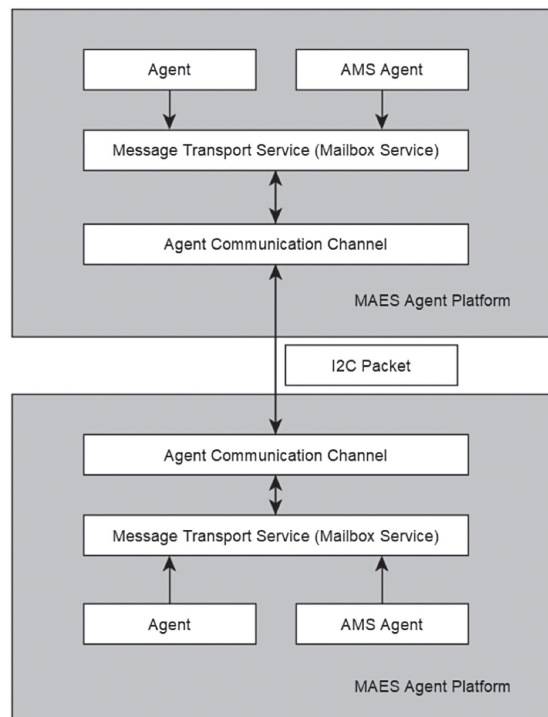 Agent
AMS Agent
Message Transport Service (Mailbox Service)
Agent Communication Channel
MAES Agent Platform
I2C Packet
Agent Communication Channel
Message Transport Service (Mailbox Service)
Agent
AMS Agent
MAES Agent Platform